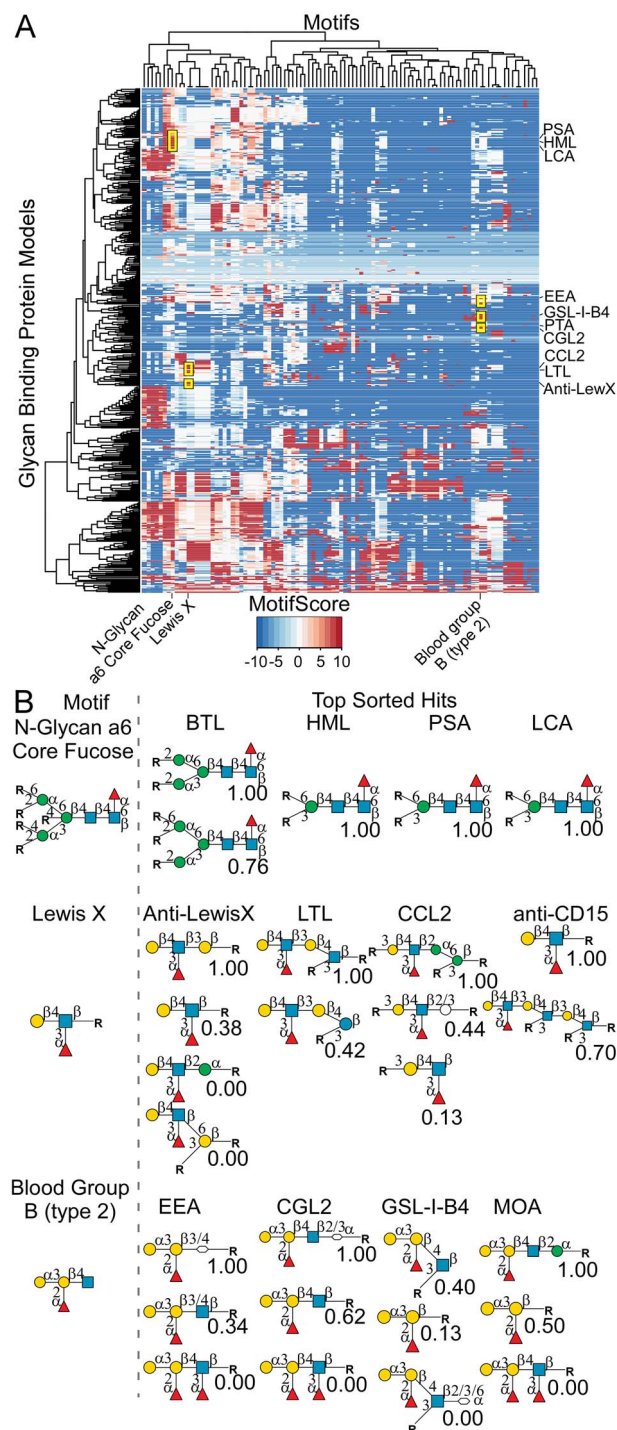 A
Motifs
Glycan Binding Protein Models
PSA
HML
LCA
EEA
GSL-I-B4
PTA
CGL2
CCL2
LTL
Anti-LewX
N-Glycan
a6 Core Fucose
Lewis X
MotifScore
-10 -5 0 5 10
Blood group
B (type 2)
B
Motif
Top Sorted Hits
N-Glycan a6
Core Fucose
BTL HML PSA LCA
1.00
1.00 1.00 1.00
0.76
Lewis X
Anti-LewisX LTL CCL2 anti-CD15
1.00 1.00 1.00 1.00
0.38 0.42 0.44 0.70
0.00 0.13
0.00
Blood Group
B (type 2)
EEA CGL2 GSL-I-B4 MOA
1.00 1.00 0.40 1.00
0.34 0.62 0.13 0.50
0.00 0.00 0.00 0.00